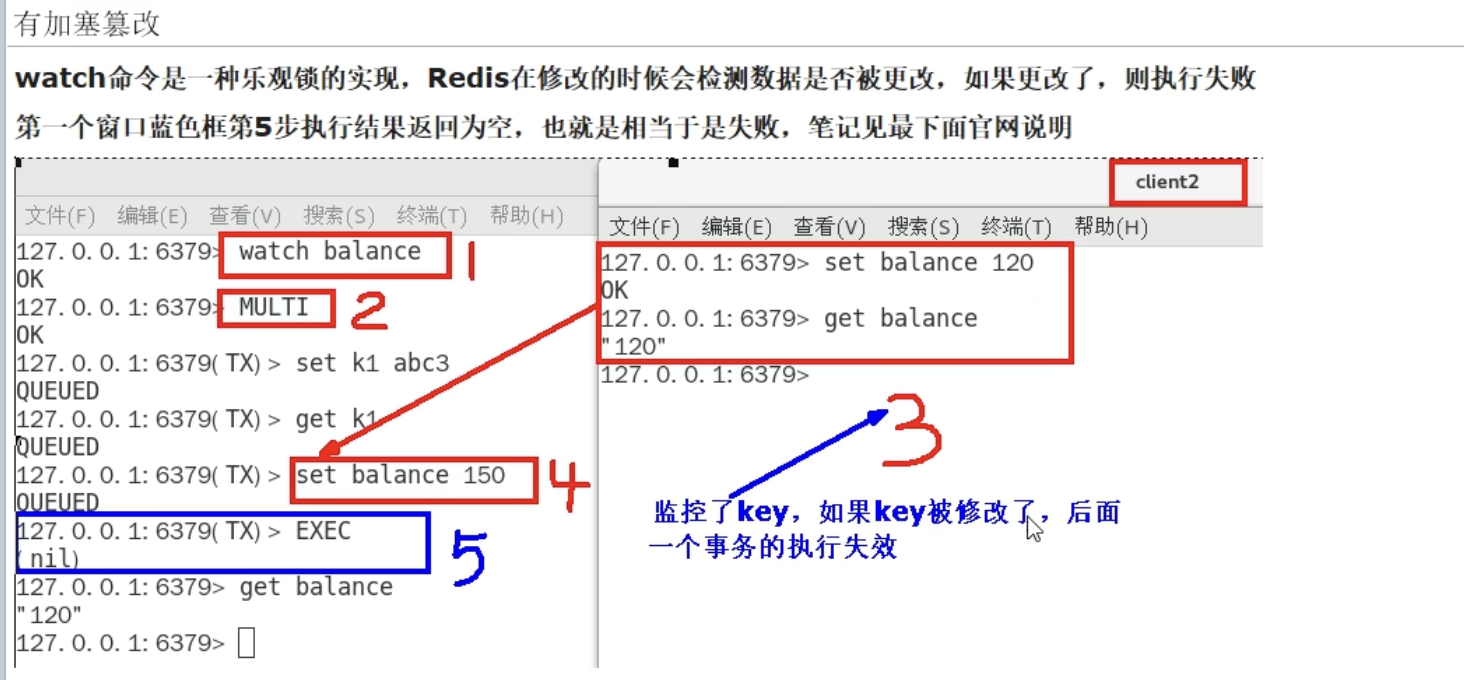 有加塞篡改
watch命令是一种乐观锁的实现，Redis在修改的时候会检测数据是否被更改，如果更改了，则执行失败
第一个窗口蓝色框第5步执行结果返回为空，也就是相当于是失败，笔记见最下面官网说明
文件(F) 编辑(E) 查看(V) 搜索(S) 终端(T) 帮助(H)
127.0.0.1:6379> watch balance 1
OK
127.0.0.1:6379> MULTI 2
OK
127.0.0.1:6379(TX)> set k1 abc3
QUEUED
127.0.0.1:6379(TX)> get k1
QUEUED
127.0.0.1:6379(TX)> set balance 150 4
QUEUED
127.0.0.1:6379(TX)> EXEC 5
(nil)
127.0.0.1:6379> get balance
"120"
127.0.0.1:6379>
client2
文件(F) 编辑(E) 查看(V) 搜索(S) 终端(T) 帮助(H)
127.0.0.1:6379> set balance 120
OK
127.0.0.1:6379> get balance
"120"
127.0.0.1:6379>
3
监控了key，如果key被修改了，后面
一个事务的执行失效